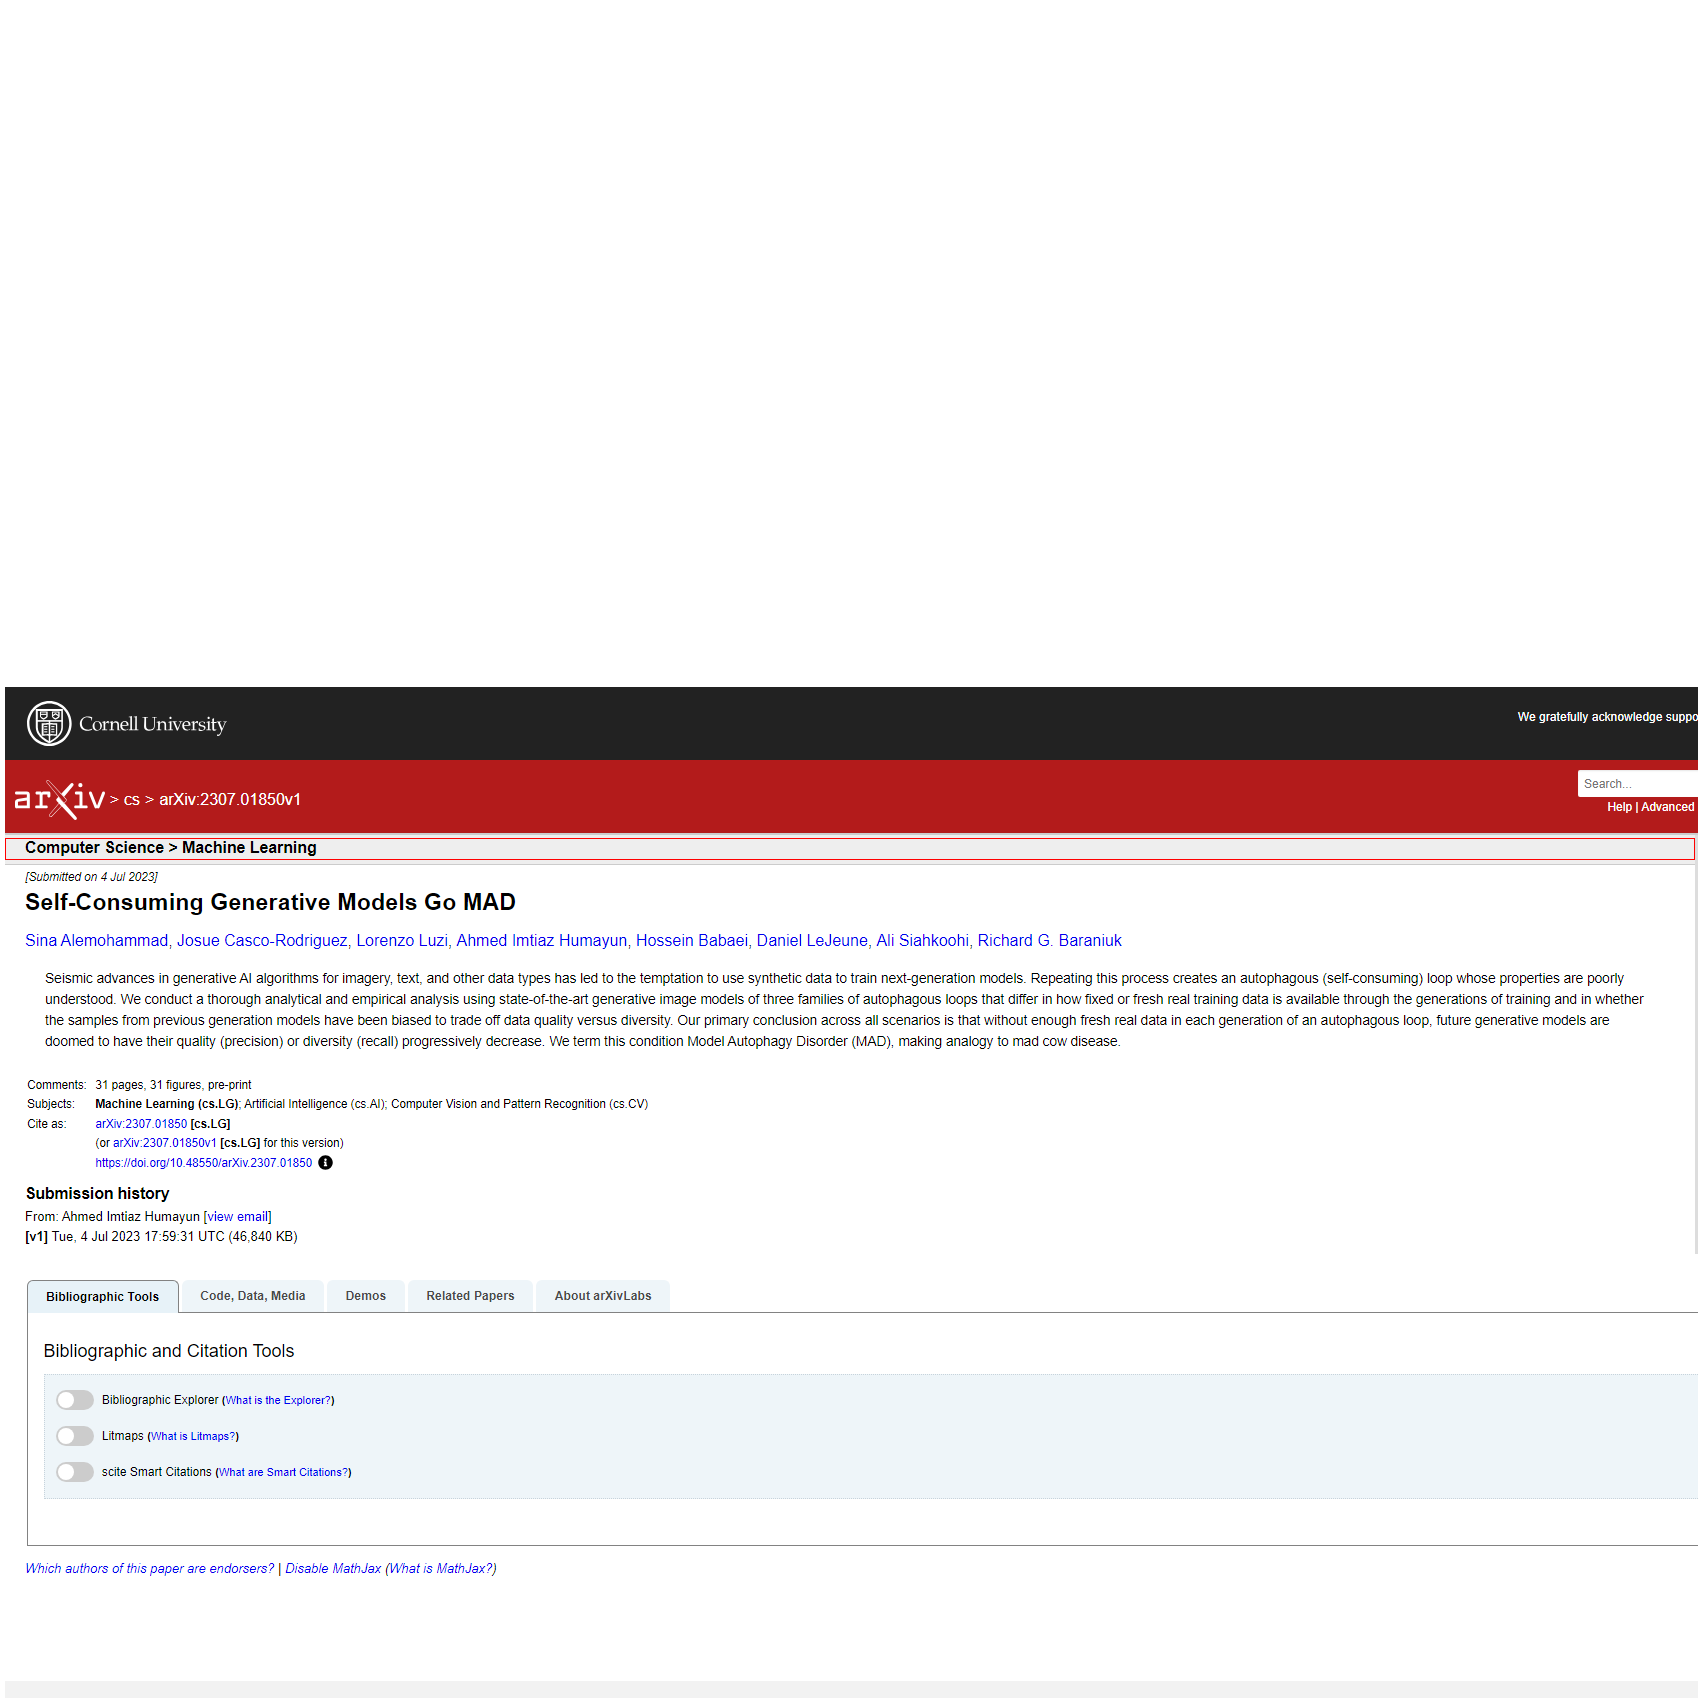 Cornell University
We gratefully acknowledge suppo
arXiv > cs > arXiv:2307.01850v1
Search...
Help | Advanced
Computer Science > Machine Learning
[Submitted on 4 Jul 2023]
Self-Consuming Generative Models Go MAD
Sina Alemohammad, Josue Casco-Rodriguez, Lorenzo Luzi, Ahmed Imtiaz Humayun, Hossein Babaei, Daniel LeJeune, Ali Siahkoohi, Richard G. Baraniuk
Seismic advances in generative AI algorithms for imagery, text, and other data types has led to the temptation to use synthetic data to train next-generation models. Repeating this process creates an autophagous (self-consuming) loop whose properties are poorly
understood. We conduct a thorough analytical and empirical analysis using state-of-the-art generative image models of three families of autophagous loops that differ in how fixed or fresh real training data is available through the generations of training and in whether
the samples from previous generation models have been biased to trade off data quality versus diversity. Our primary conclusion across all scenarios is that without enough fresh real data in each generation of an autophagous loop, future generative models are
doomed to have their quality (precision) or diversity (recall) progressively decrease. We term this condition Model Autophagy Disorder (MAD), making analogy to mad cow disease.
Comments: 31 pages, 31 figures, pre-print
Subjects: Machine Learning (cs.LG); Artificial Intelligence (cs.AI); Computer Vision and Pattern Recognition (cs.CV)
Cite as: arXiv:2307.01850 [cs.LG]
(or arXiv:2307.01850v1 [cs.LG] for this version)
https://doi.org/10.48550/arXiv.2307.01850
Submission history
From: Ahmed Imtiaz Humayun [view email]
[v1] Tue, 4 Jul 2023 17:59:31 UTC (46,840 KB)
Bibliographic Tools Code, Data, Media Demos Related Papers About arXivLabs
Bibliographic and Citation Tools
Bibliographic Explorer (What is the Explorer?)
Litmaps (What is Litmaps?)
scite Smart Citations (What are Smart Citations?)
Which authors of this paper are endorsers? | Disable MathJax (What is MathJax?)